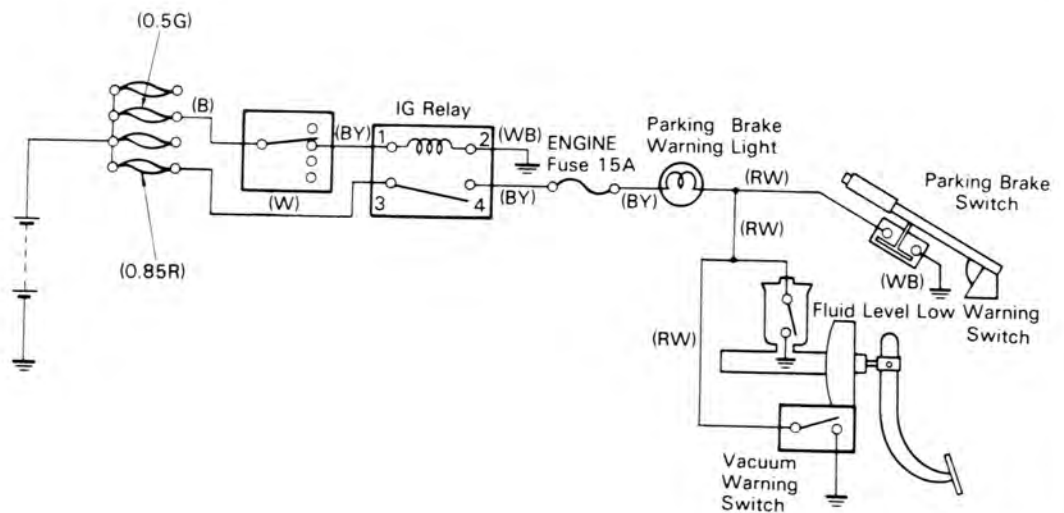 (0.5G)
(B)
(BY)
IG Relay
1
2
(WB)
ENGINE
Fuse 15A
Parking Brake
Warning Light
(RW)
Parking Brake
Switch
(W)
3
4
(BY)
(BY)
(RW)
(WB)
(0.85R)
Fluid Level Low Warning
Switch
(RW)
Vacuum
Warning
Switch